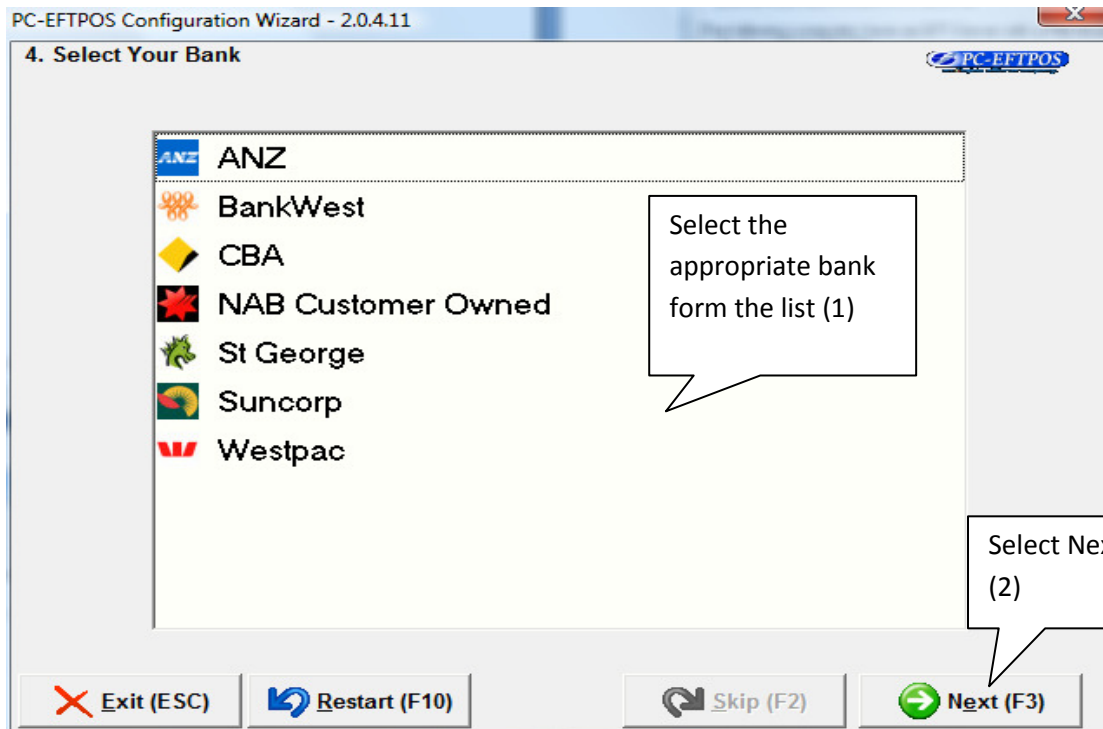 PC-EFTPOS Configuration Wizard - 2.0.4.11
4. Select Your Bank
PC-EFTPOS
ANZ ANZ
BankWest
CBA
NAB Customer Owned
St George
Suncorp
Westpac
Select the
appropriate bank
form the list (1)
Select Nex
(2)
Exit (ESC)
Restart (F10)
Skip (F2)
Next (F3)